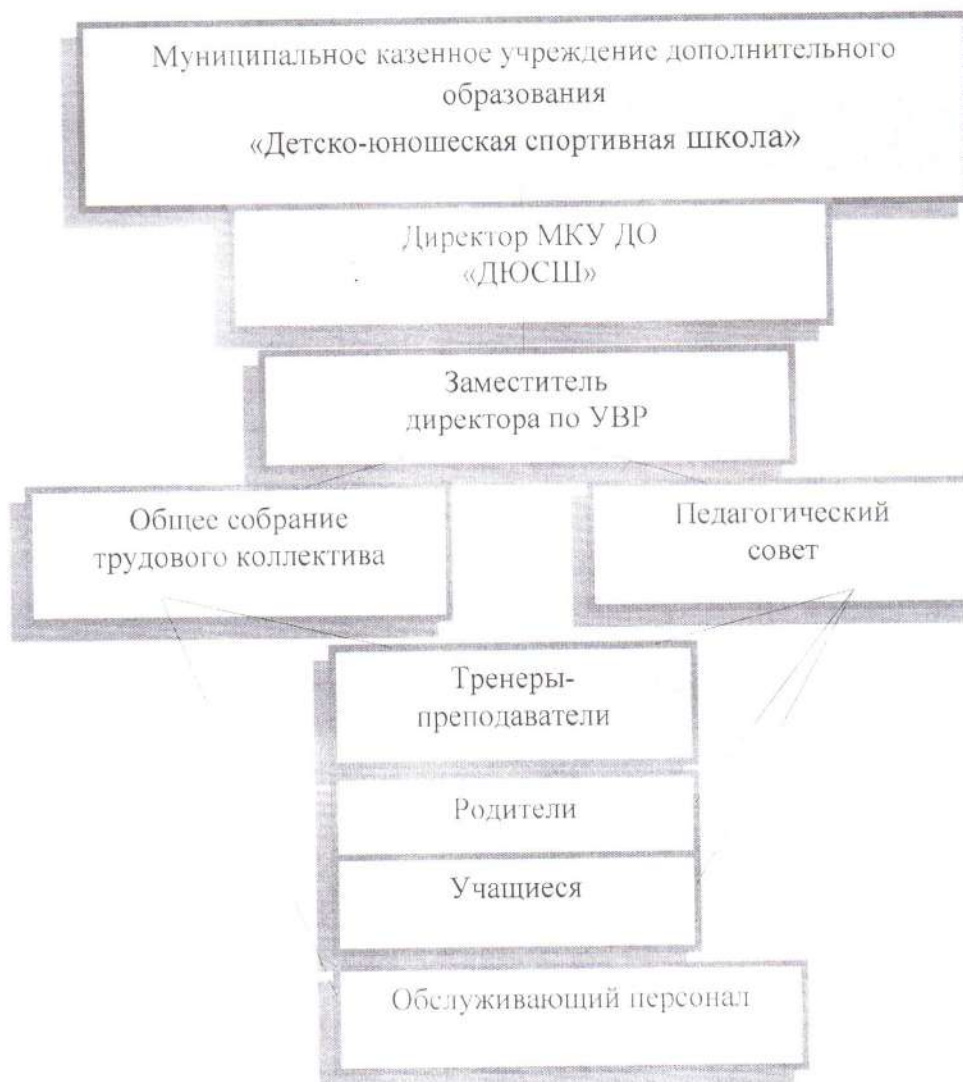 Муниципальное казенное учреждение дополнительного
образования
«Детско-юношеская спортивная школа»
Директор МКУ ДО
«ДЮСШ»
Заместитель
директора по УВР
Общее собрание
трудового коллектива
Педагогический
совет
Тренеры-
преподаватели
Родители
Учащиеся
Обслуживающий персонал